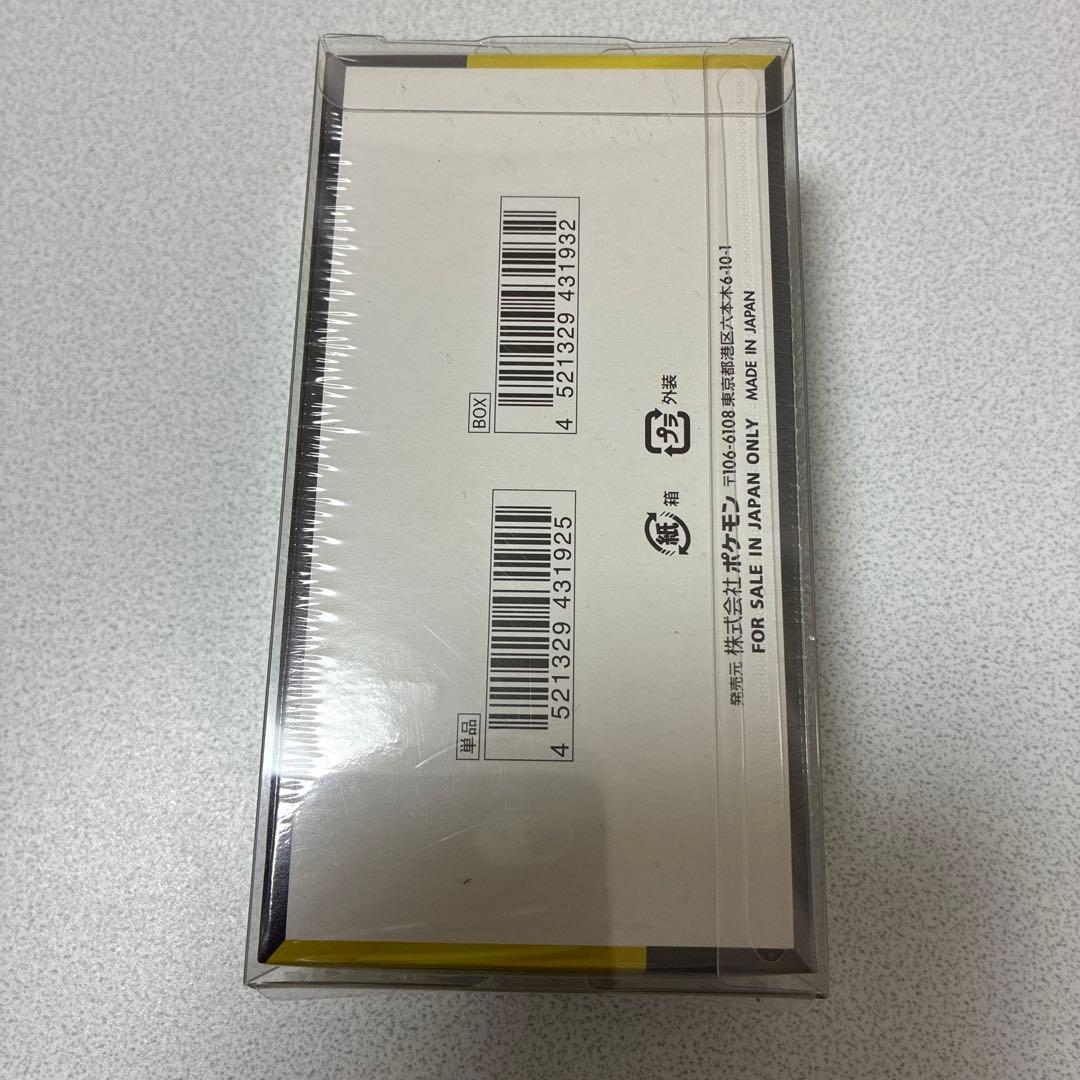 単品
4 521329 431925
BOX
4 521329 431932
紙 箱
プラ 外装
発売元 株式会社 ポケモン 〒106-6108 東京都港区六本木6-10-1
FOR SALE IN JAPAN ONLY MADE IN JAPAN